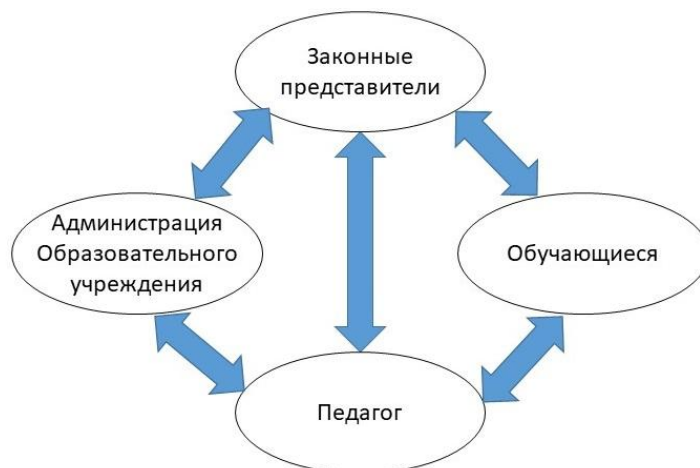 Законные
представители
Администрация
Образовательного
учреждения
Обучающиеся
Педагог